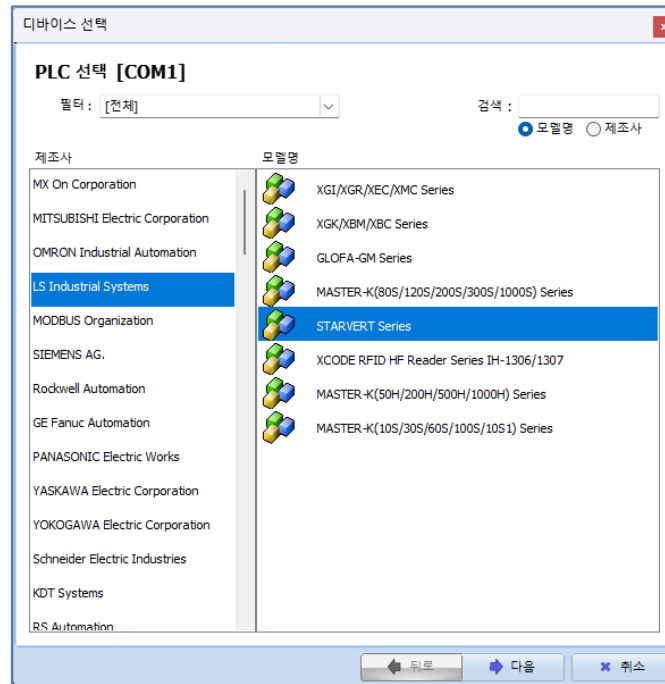 디바이스 선택
PLC 선택 [COM1]
필터 : [전체]
검색 :
모델명 제조사
제조사
모델명
MX On Corporation
MITSUBISHI Electric Corporation
OMRON Industrial Automation
LS Industrial Systems
MODBUS Organization
SIEMENS AG.
Rockwell Automation
GE Fanuc Automation
PANASONIC Electric Works
YASKAWA Electric Corporation
YOKOGAWA Electric Corporation
Schneider Electric Industries
KDT Systems
RS Automation
XGI/XGR/XEC/XMC Series
XGK/XBM/XBC Series
GLOFA-GM Series
MASTER-K(80S/120S/200S/300S/1000S) Series
STARVERT Series
XCODE RFID HF Reader Series IH-1306/1307
MASTER-K(50H/200H/500H/1000H) Series
MASTER-K(10S/30S/60S/100S/10S1) Series
뒤로
다음
취소